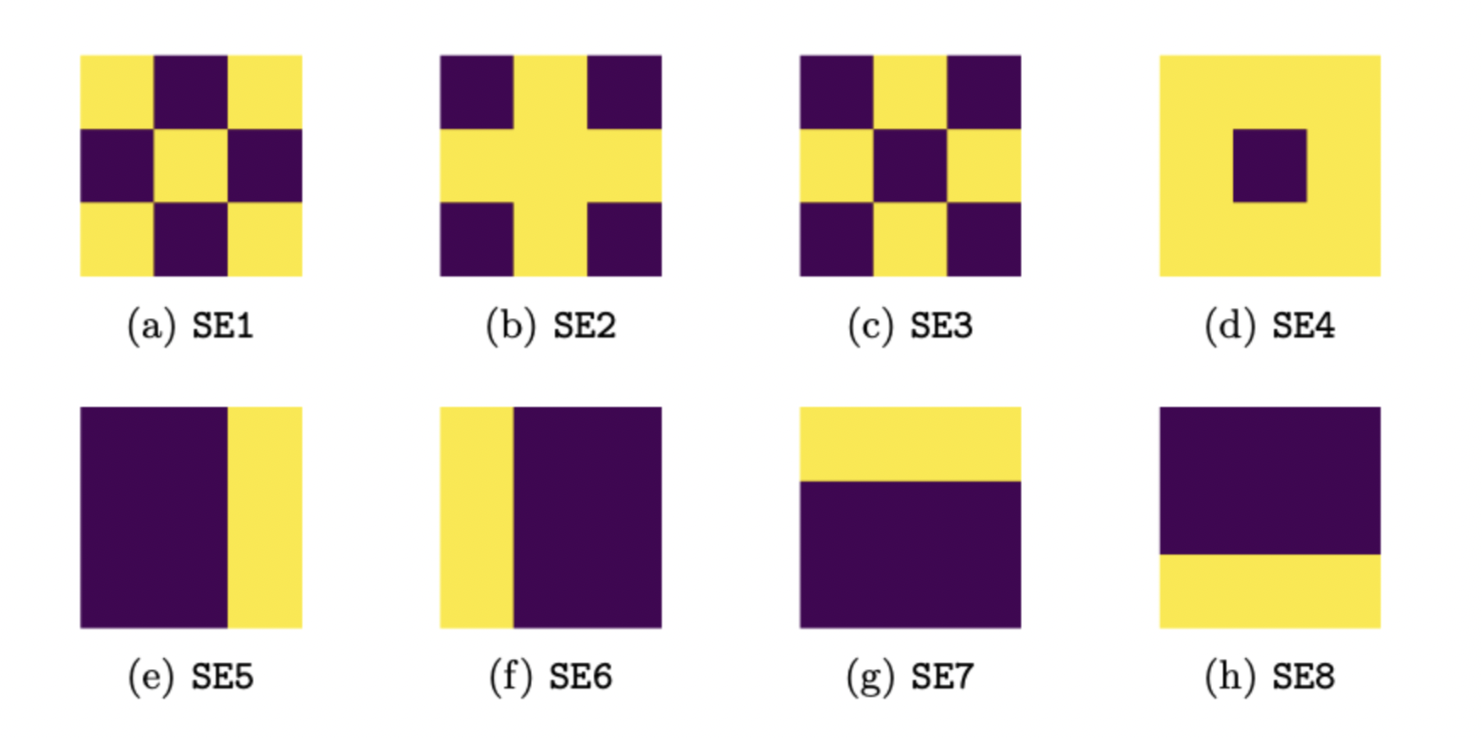 (a) SE1
(b) SE2
(c) SE3
(d) SE4
(e) SE5
(f) SE6
(g) SE7
(h) SE8